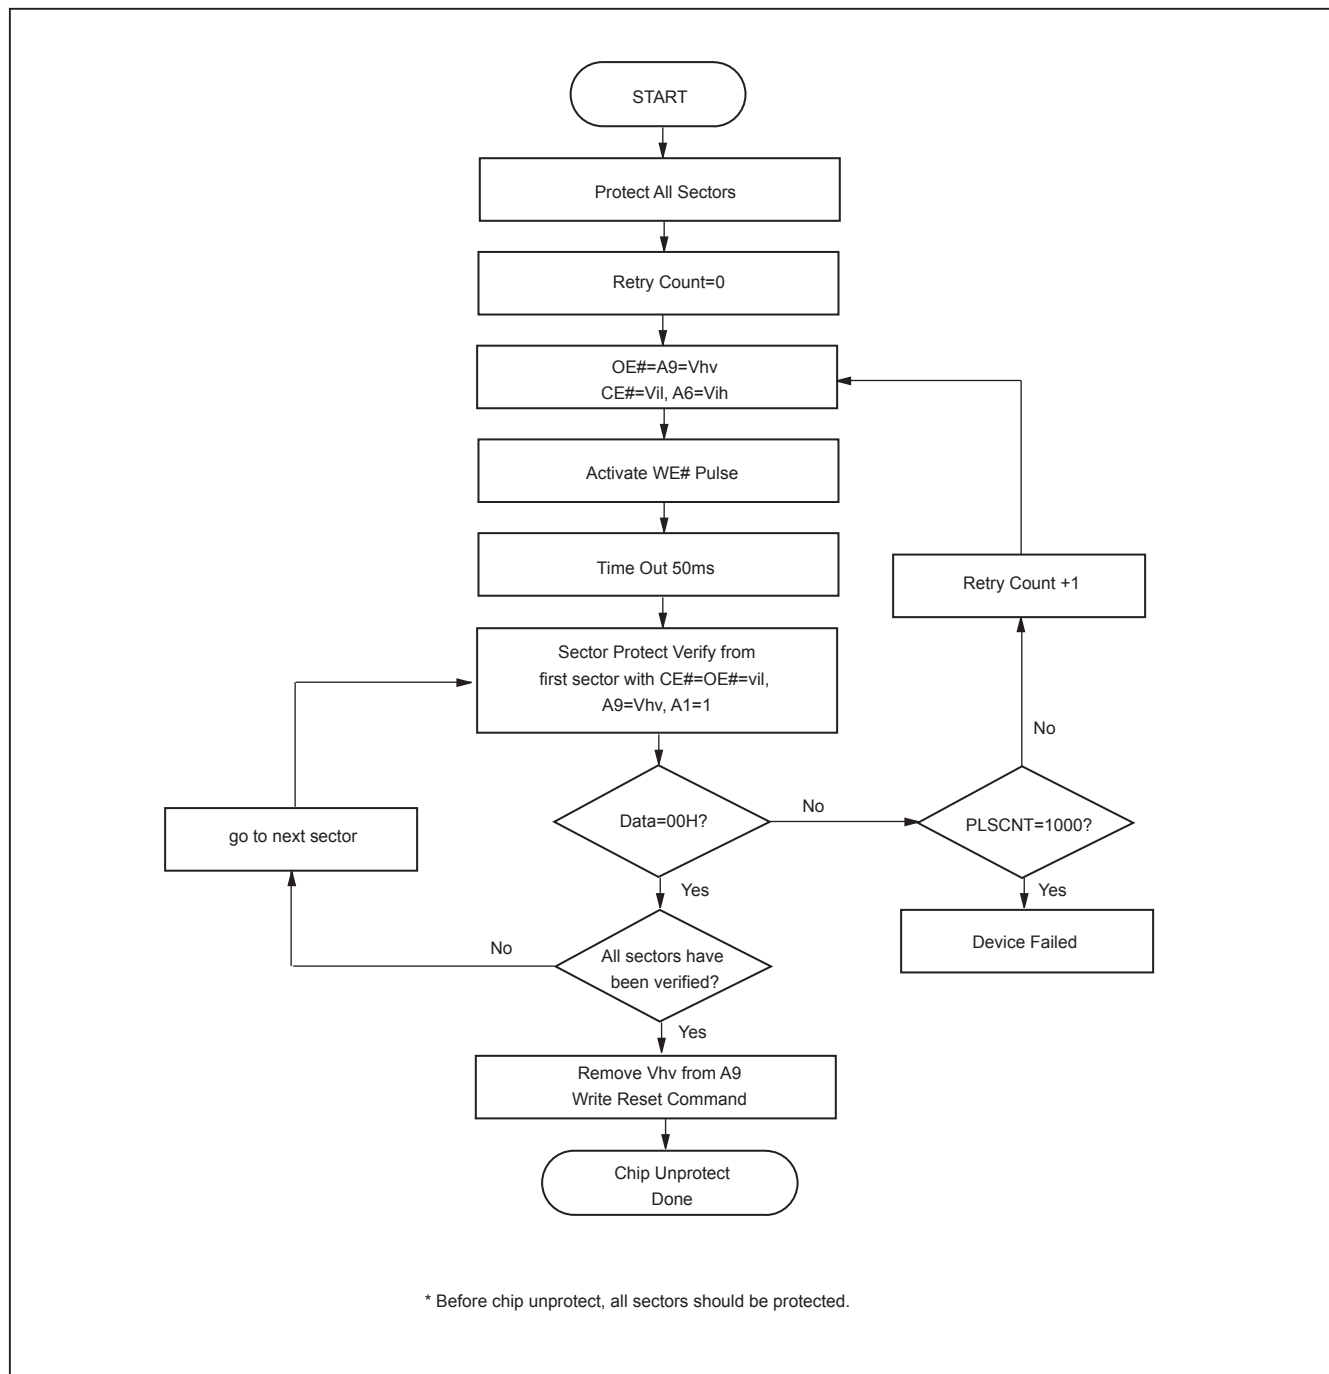 START
Protect All Sectors
Retry Count=0
OE#=A9=Vhv
CE#=Vil, A6=Vih
Activate WE# Pulse
Time Out 50ms
Retry Count +1
Sector Protect Verify from
first sector with CE#=OE#=vil,
A9=Vhv, A1=1
No
go to next sector
Data=00H?
No
PLSCNT=1000?
Yes
Yes
Device Failed
No
All sectors have
been verified?
Yes
Remove Vhv from A9
Write Reset Command
Chip Unprotect
Done
* Before chip unprotect, all sectors should be protected.